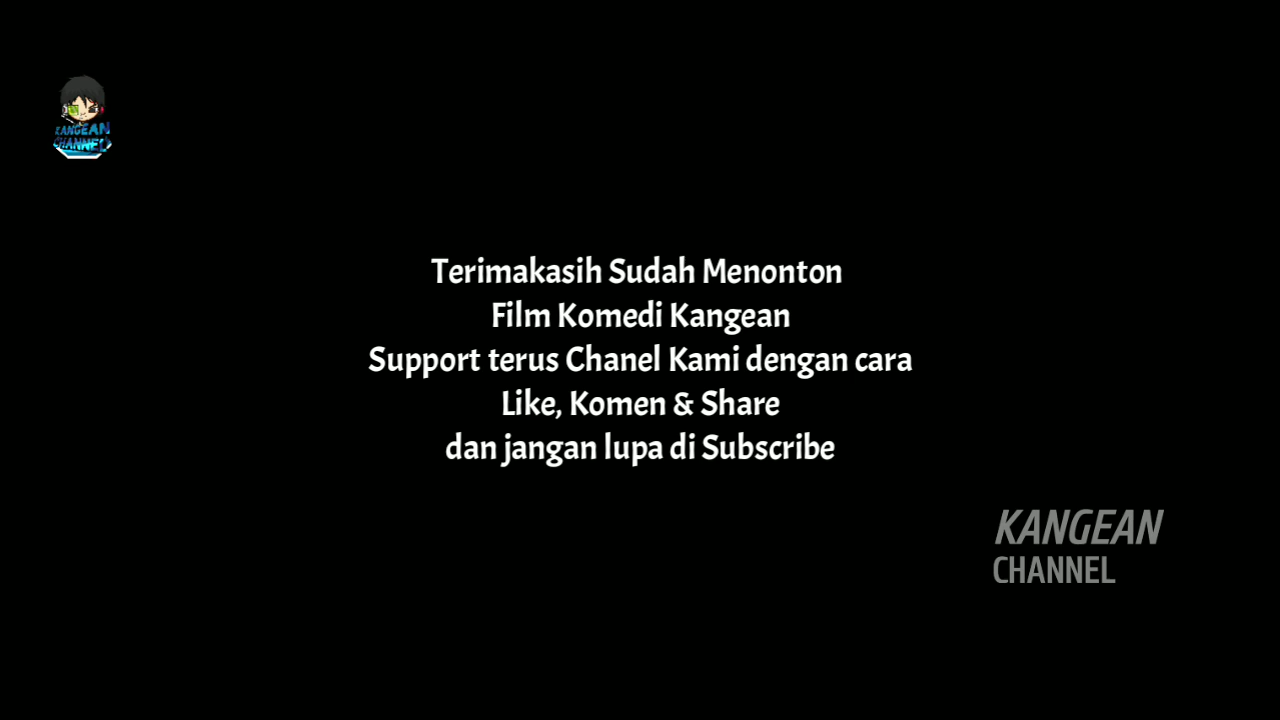 KANGEAN
CHANNEL
Terimakasih Sudah Menonton
Film Komedi Kangean
Support terus Chanel Kami dengan cara
Like, Komen & Share
dan jangan lupa di Subscribe
KANGEAN
CHANNEL